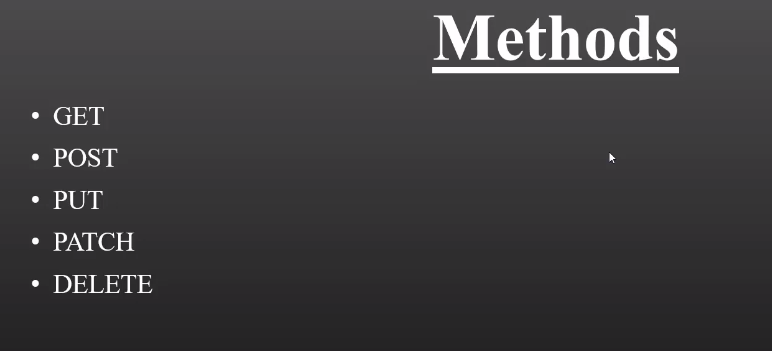 Methods
• GET
• POST
• PUT
• PATCH
• DELETE